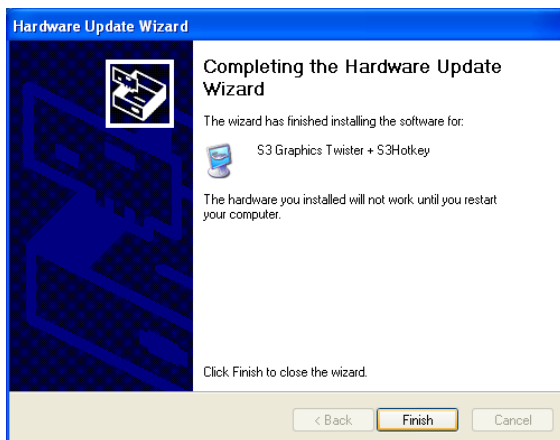 Hardware Update Wizard
Completing the Hardware Update
Wizard
The wizard has finished installing the software for:
S3 Graphics Twister + S3Hotkey
The hardware you installed will not work until you restart
your computer.
Click Finish to close the wizard.
< Back Finish Cancel